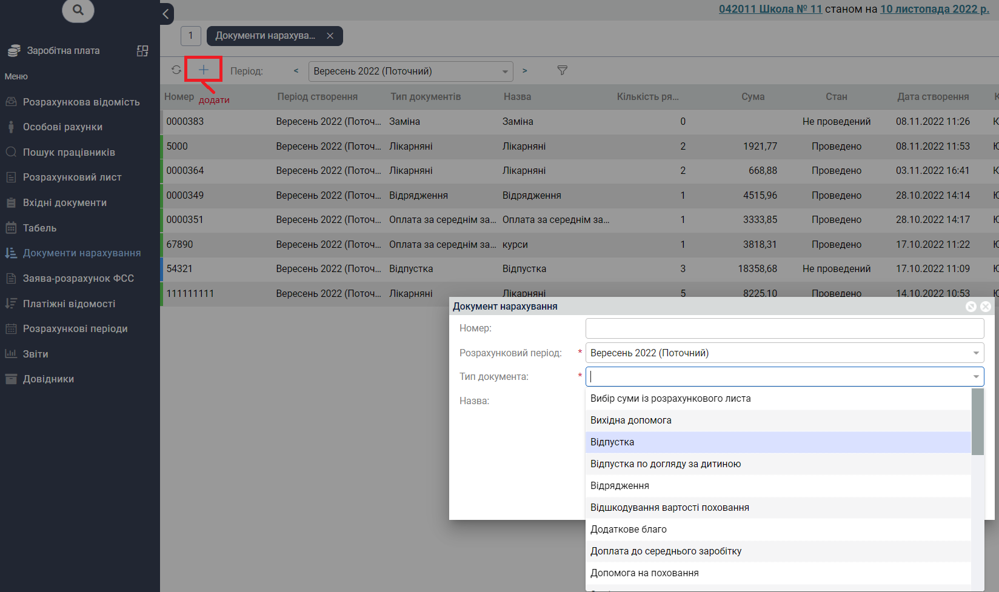 042011 Школа № 11 станом на 10 листопада 2022 р.
1 Документи нарахува...
Заробітна плата
Меню
Розрахункова відомість
Особові рахунки
Пошук працівників
Розрахунковий лист
Вхідні документи
Табель
Документи нарахування
Заява-розрахунок ФСС
Платіжні відомості
Розрахункові періоди
Звіти
Довідники
Період: < Вересень 2022 (Поточний) >
додати
Номер Період створення Тип документів Назва Кількість ря... Сума Стан Дата створення
0000383 Вересень 2022 (Поточ... Заміна Заміна 0 Не проведений 08.11.2022 11:26
5000 Вересень 2022 (Поточ... Лікарняні Лікарняні 2 1921,77 Проведено 08.11.2022 11:53
0000364 Вересень 2022 (Поточ... Лікарняні Лікарняні 2 668,88 Проведено 03.11.2022 16:41
0000349 Вересень 2022 (Поточ... Відрядження Відрядження 1 4515,96 Проведено 28.10.2022 14:14
0000351 Вересень 2022 (Поточ... Оплата за середнім за... Оплата за середнім за... 1 3333,85 Проведено 28.10.2022 14:17
67890 Вересень 2022 (Поточ... Оплата за середнім за... курси 1 3818,31 Проведено 17.10.2022 11:22
54321 Вересень 2022 (Поточ... Відпустка Відпустка 3 18358,68 Не проведений 17.10.2022 11:09
111111111 Вересень 2022 (Поточ... Лікарняні Лікарняні 5 8225,10 Проведено 14.10.2022 10:53
Документ нарахування
Номер:
Розрахунковий період: * Вересень 2022 (Поточний)
Тип документа: *
Назва:
Вибір суми із розрахункового листа
Вихідна допомога
Відпустка
Відпустка по догляду за дитиною
Відрядження
Відшкодування вартості поховання
Додаткове благо
Доплата до середнього заробітку
Допомога на поховання